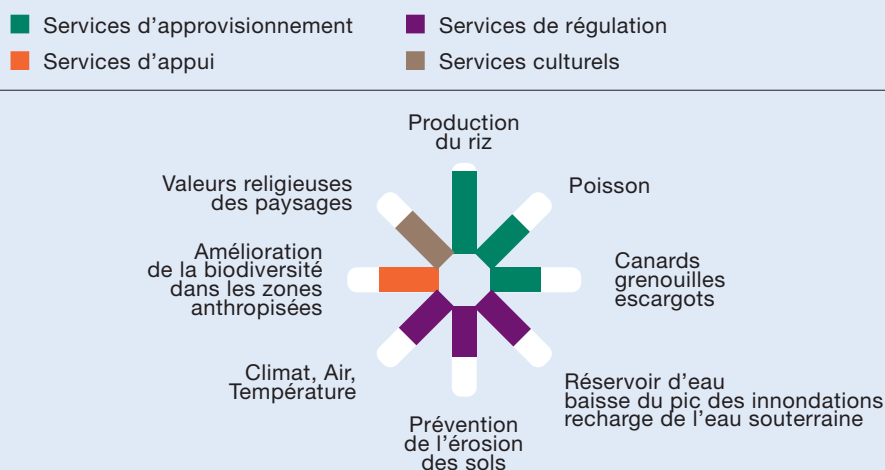 Services d'approvisionnement
Services de régulation
Services d'appui
Services culturels
Production
du riz
Poisson
Canards
grenouilles
escargots
Réservoir d'eau
baisse du pic des innondations
recharge de l'eau souterraine
Prévention
de l'érosion
des sols
Climat, Air,
Température
Amélioration
de la biodiversité
dans les zones
anthropisées
Valeurs religieuses
des paysages